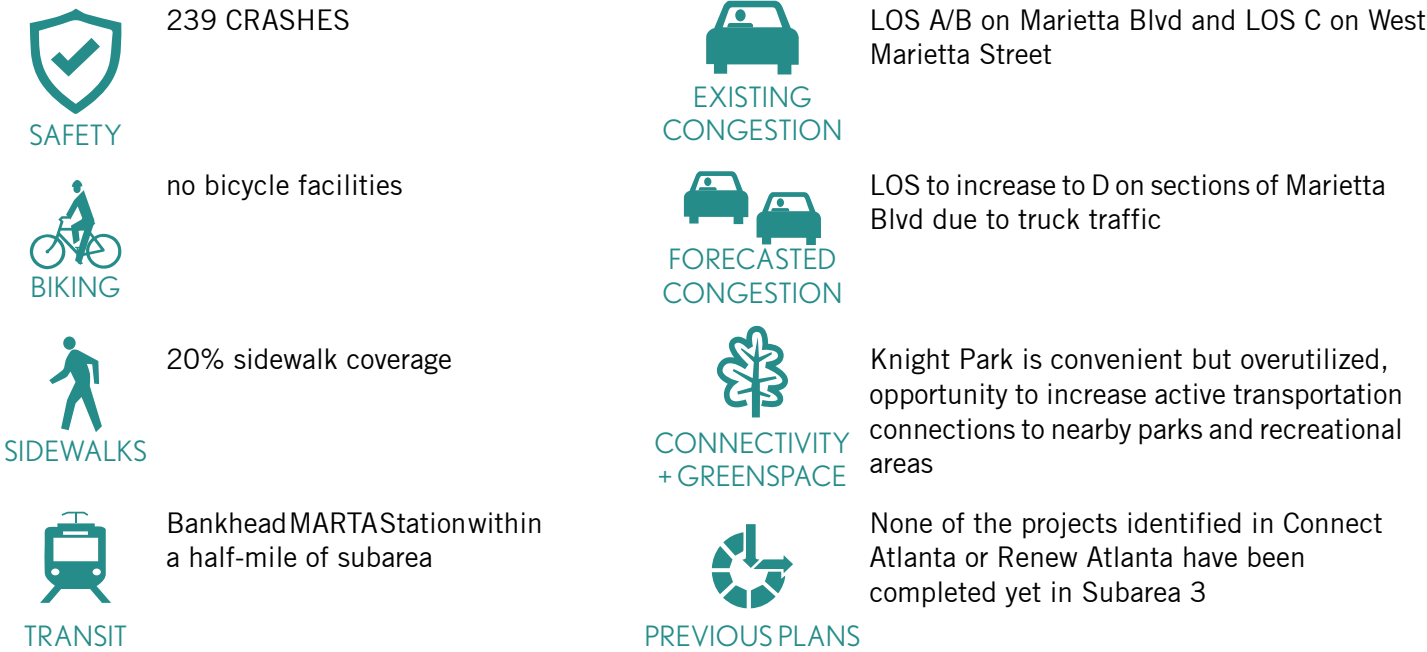 239 CRASHES
SAFETY
no bicycle facilities
BIKING
20% sidewalk coverage
SIDEWALKS
Bankhead MARTA Station within
a half-mile of subarea
TRANSIT
LOS A/B on Marietta Blvd and LOS C on West
Marietta Street
EXISTING
CONGESTION
LOS to increase to D on sections of Marietta
Blvd due to truck traffic
FORECASTED
CONGESTION
Knight Park is convenient but overutilized,
opportunity to increase active transportation
connections to nearby parks and recreational
areas
CONNECTIVITY
+ GREENSPACE
None of the projects identified in Connect
Atlanta or Renew Atlanta have been
completed yet in Subarea 3
PREVIOUS PLANS